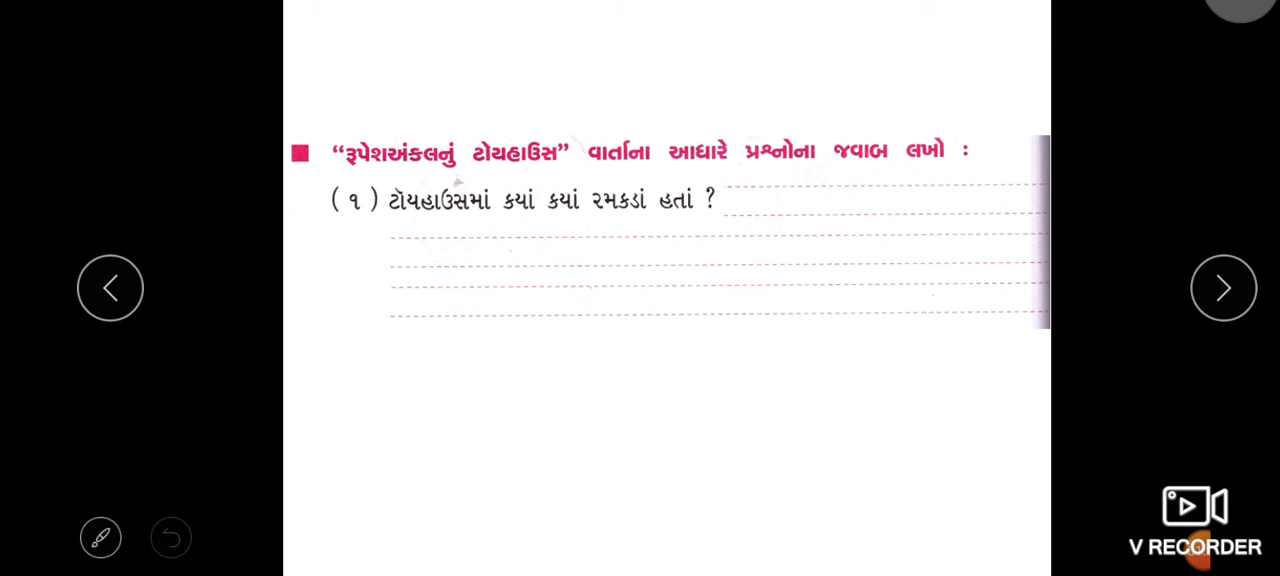 “રૂપેશઅંકલનું ટોયહાઉસ” વાર્તાના આધારે પ્રશ્નોના જવાબ લખો :
( ૧ ) ટૉયહાઉસમાં કયાં કયાં રમકડાં હતાં ?
V RECORDER